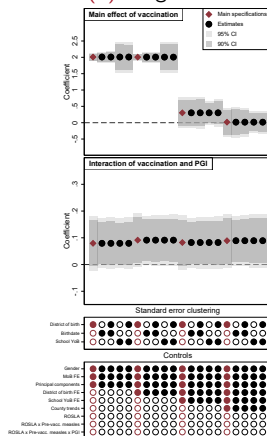 Main effect of vaccination
Main specifications
Estimates
95% CI
90% CI
Coefficient
2.5
2
1.5
1
.5
0
-.5
Interaction of vaccination and PGI
Coefficient
.3
.2
.1
0
-.1
Standard error clustering
District of birth
Birthdate
School YoB
Controls
Gender
MoB FE
Principal components
District of birth FE
School YoB FE
County trends
ROSLA
ROSLA x Pre-vacc. measles
ROSLA x Pre-vacc. measles x PGI